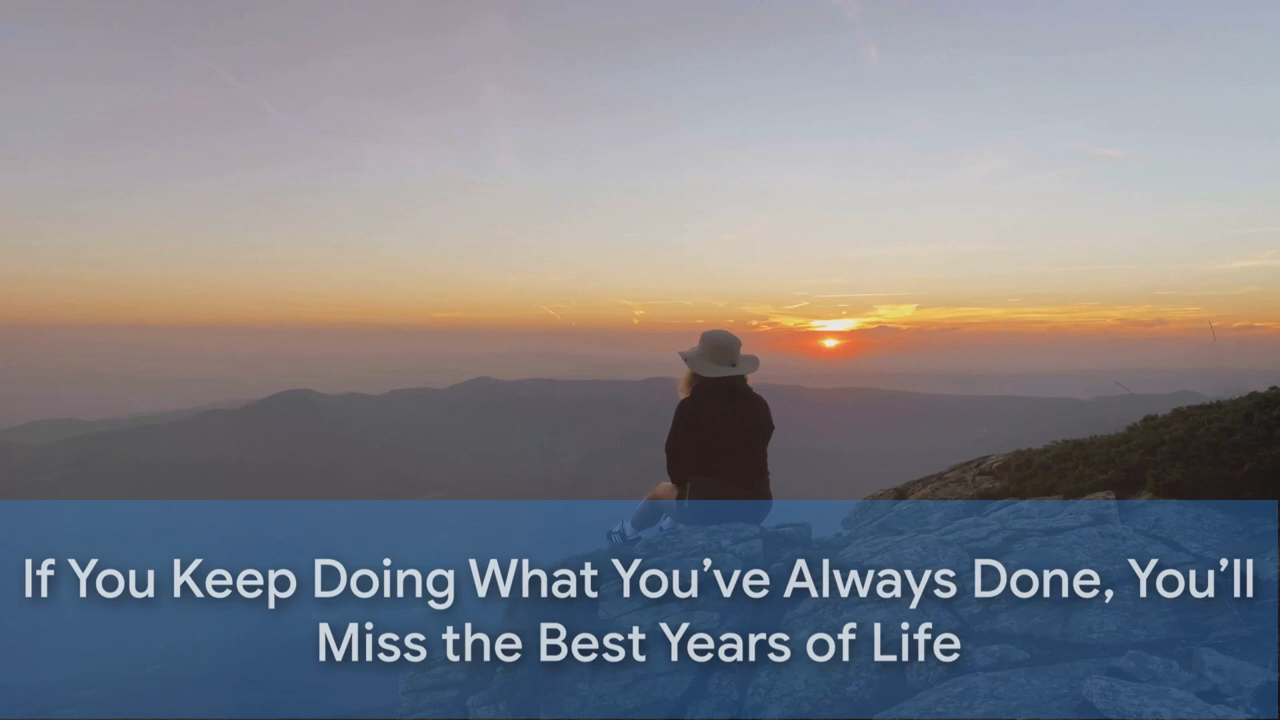 If You Keep Doing What You’ve Always Done, You’ll
Miss the Best Years of Life